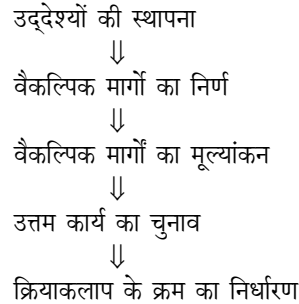 उद्देश्यों की स्थापना
⇓
वैकल्पिक मार्गो का निर्ण
⇓
वैकल्पिक मार्गों का मूल्यांकन
⇓
उत्तम कार्य का चुनाव
⇓
क्रियाकलाप के क्रम का निर्धारण